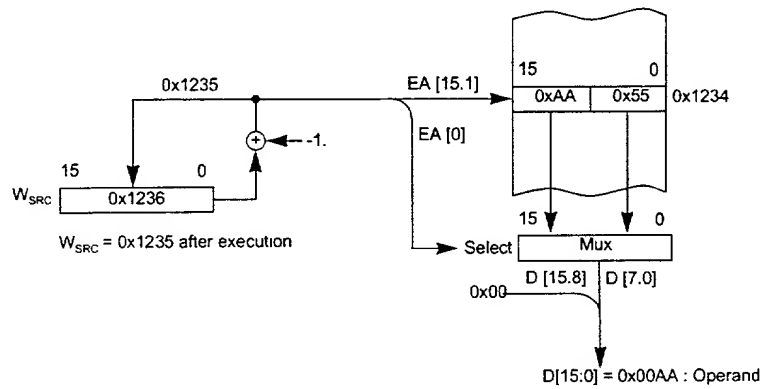 15 0
0x1235
EA [15.1]
0xAA 0x55 0x1234
EA [0]
+ -1.
15 0
W_SRC 0x1236
15 0
W_SRC = 0x1235 after execution
Select Mux
D [15.8] D [7.0]
0x00
D[15:0] = 0x00AA : Operand